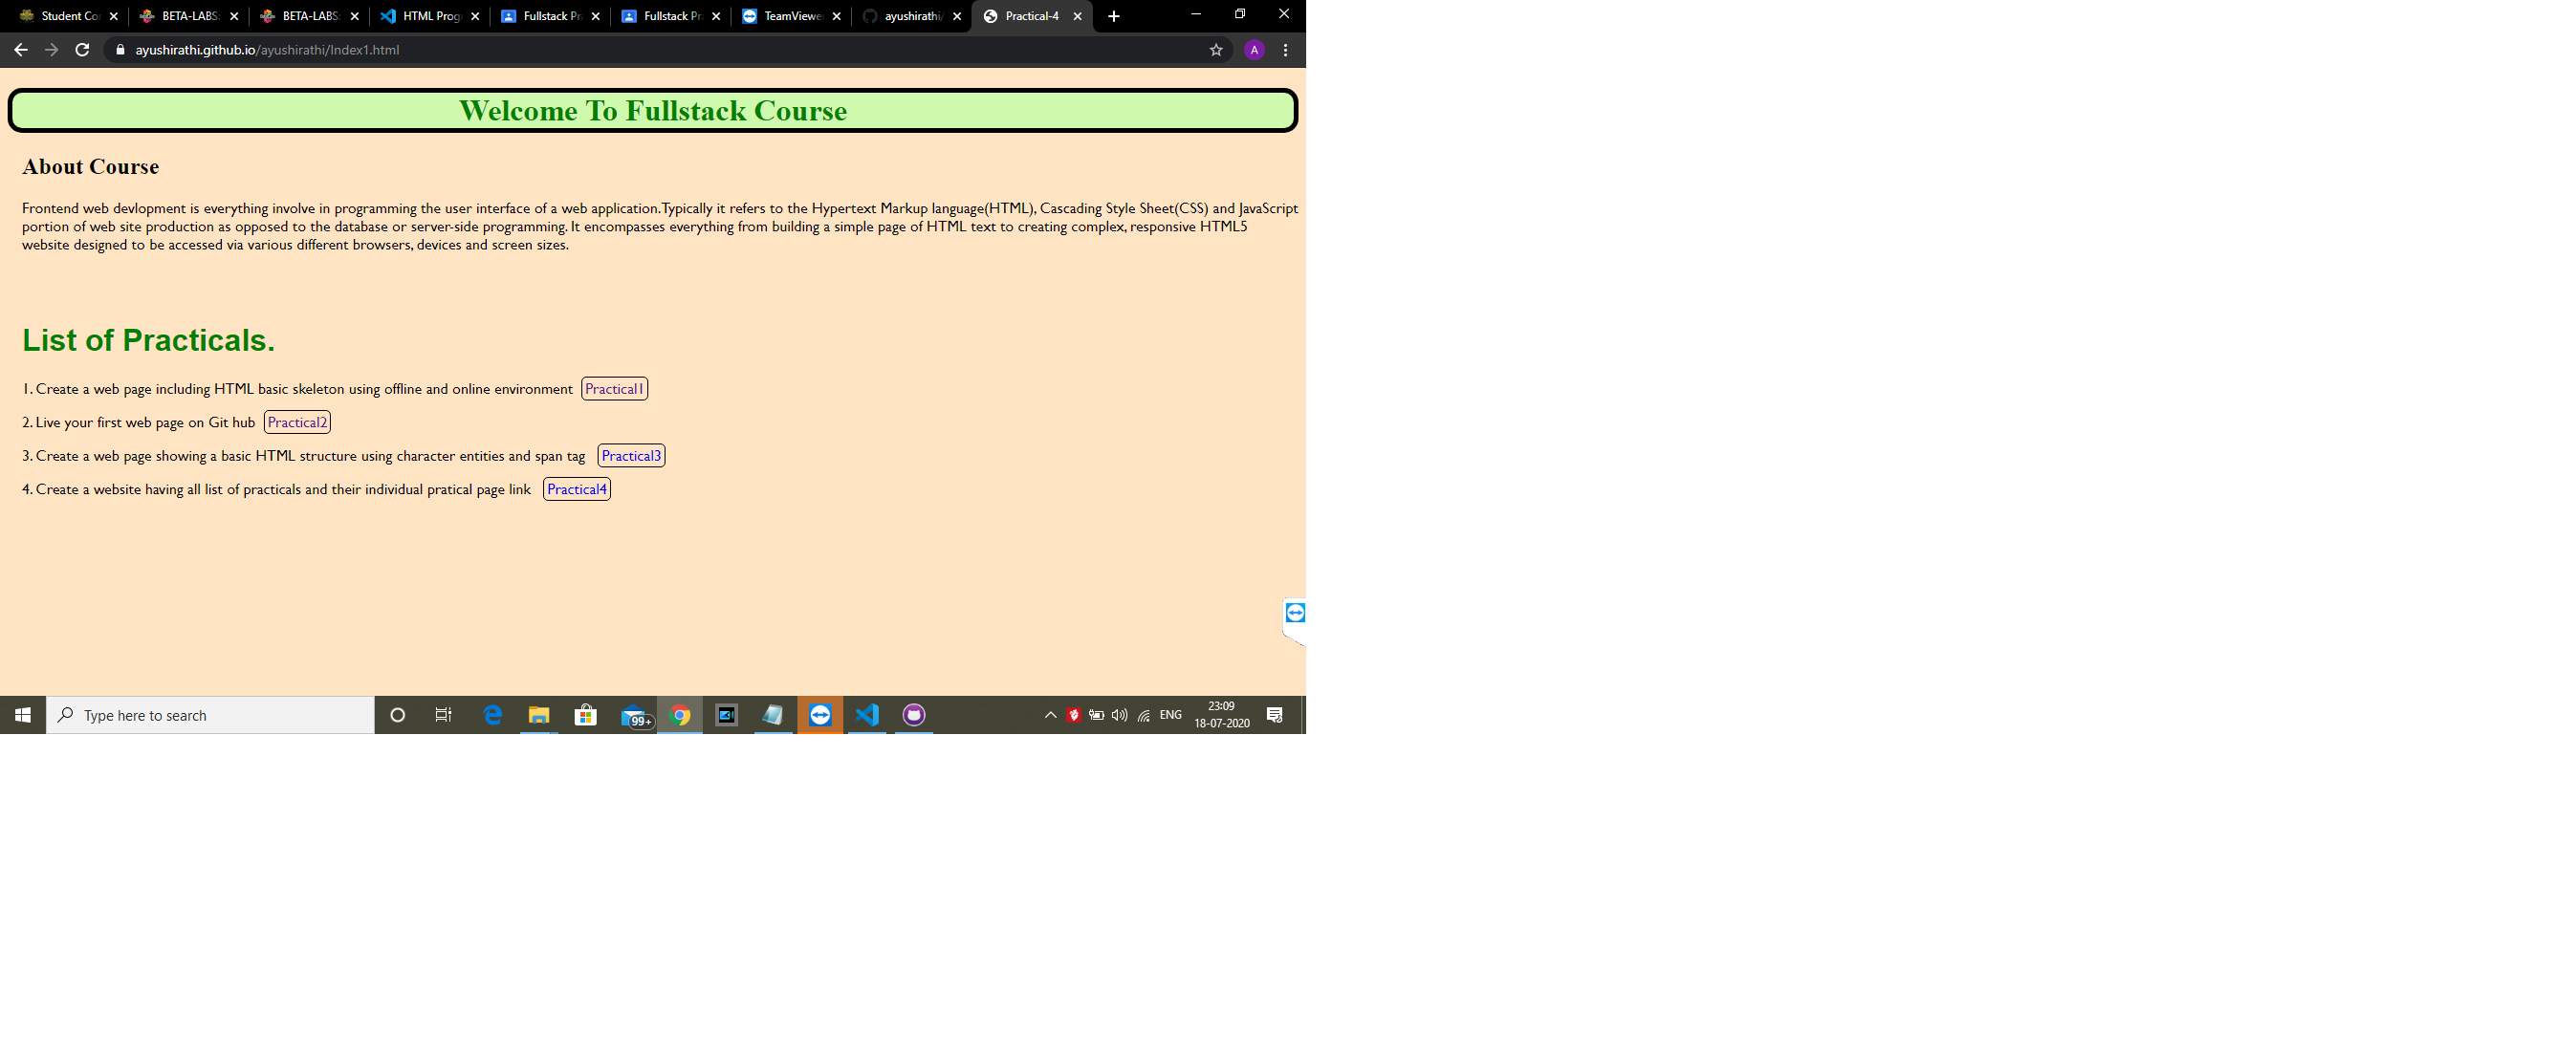 Student Co
BETA-LABS:
BETA-LABS:
HTML Prog
Fullstack Pr
Fullstack Pr
TeamViewe
ayushirathi/
Practical-4
ayushirathi.github.io/ayushirathi/Index1.html
A
Welcome To Fullstack Course
About Course
Frontend web devlopment is everything involve in programming the user interface of a web application.Typically it refers to the Hypertext Markup language(HTML), Cascading Style Sheet(CSS) and JavaScript
portion of web site production as opposed to the database or server-side programming. It encompasses everything from building a simple page of HTML text to creating complex, responsive HTML5
website designed to be accessed via various different browsers, devices and screen sizes.
List of Practicals.
1. Create a web page including HTML basic skeleton using offline and online environment Practical1
2. Live your first web page on Git hub Practical2
3. Create a web page showing a basic HTML structure using character entities and span tag Practical3
4. Create a website having all list of practicals and their individual pratical page link Practical4
Type here to search
99+
ENG
23:09
18-07-2020